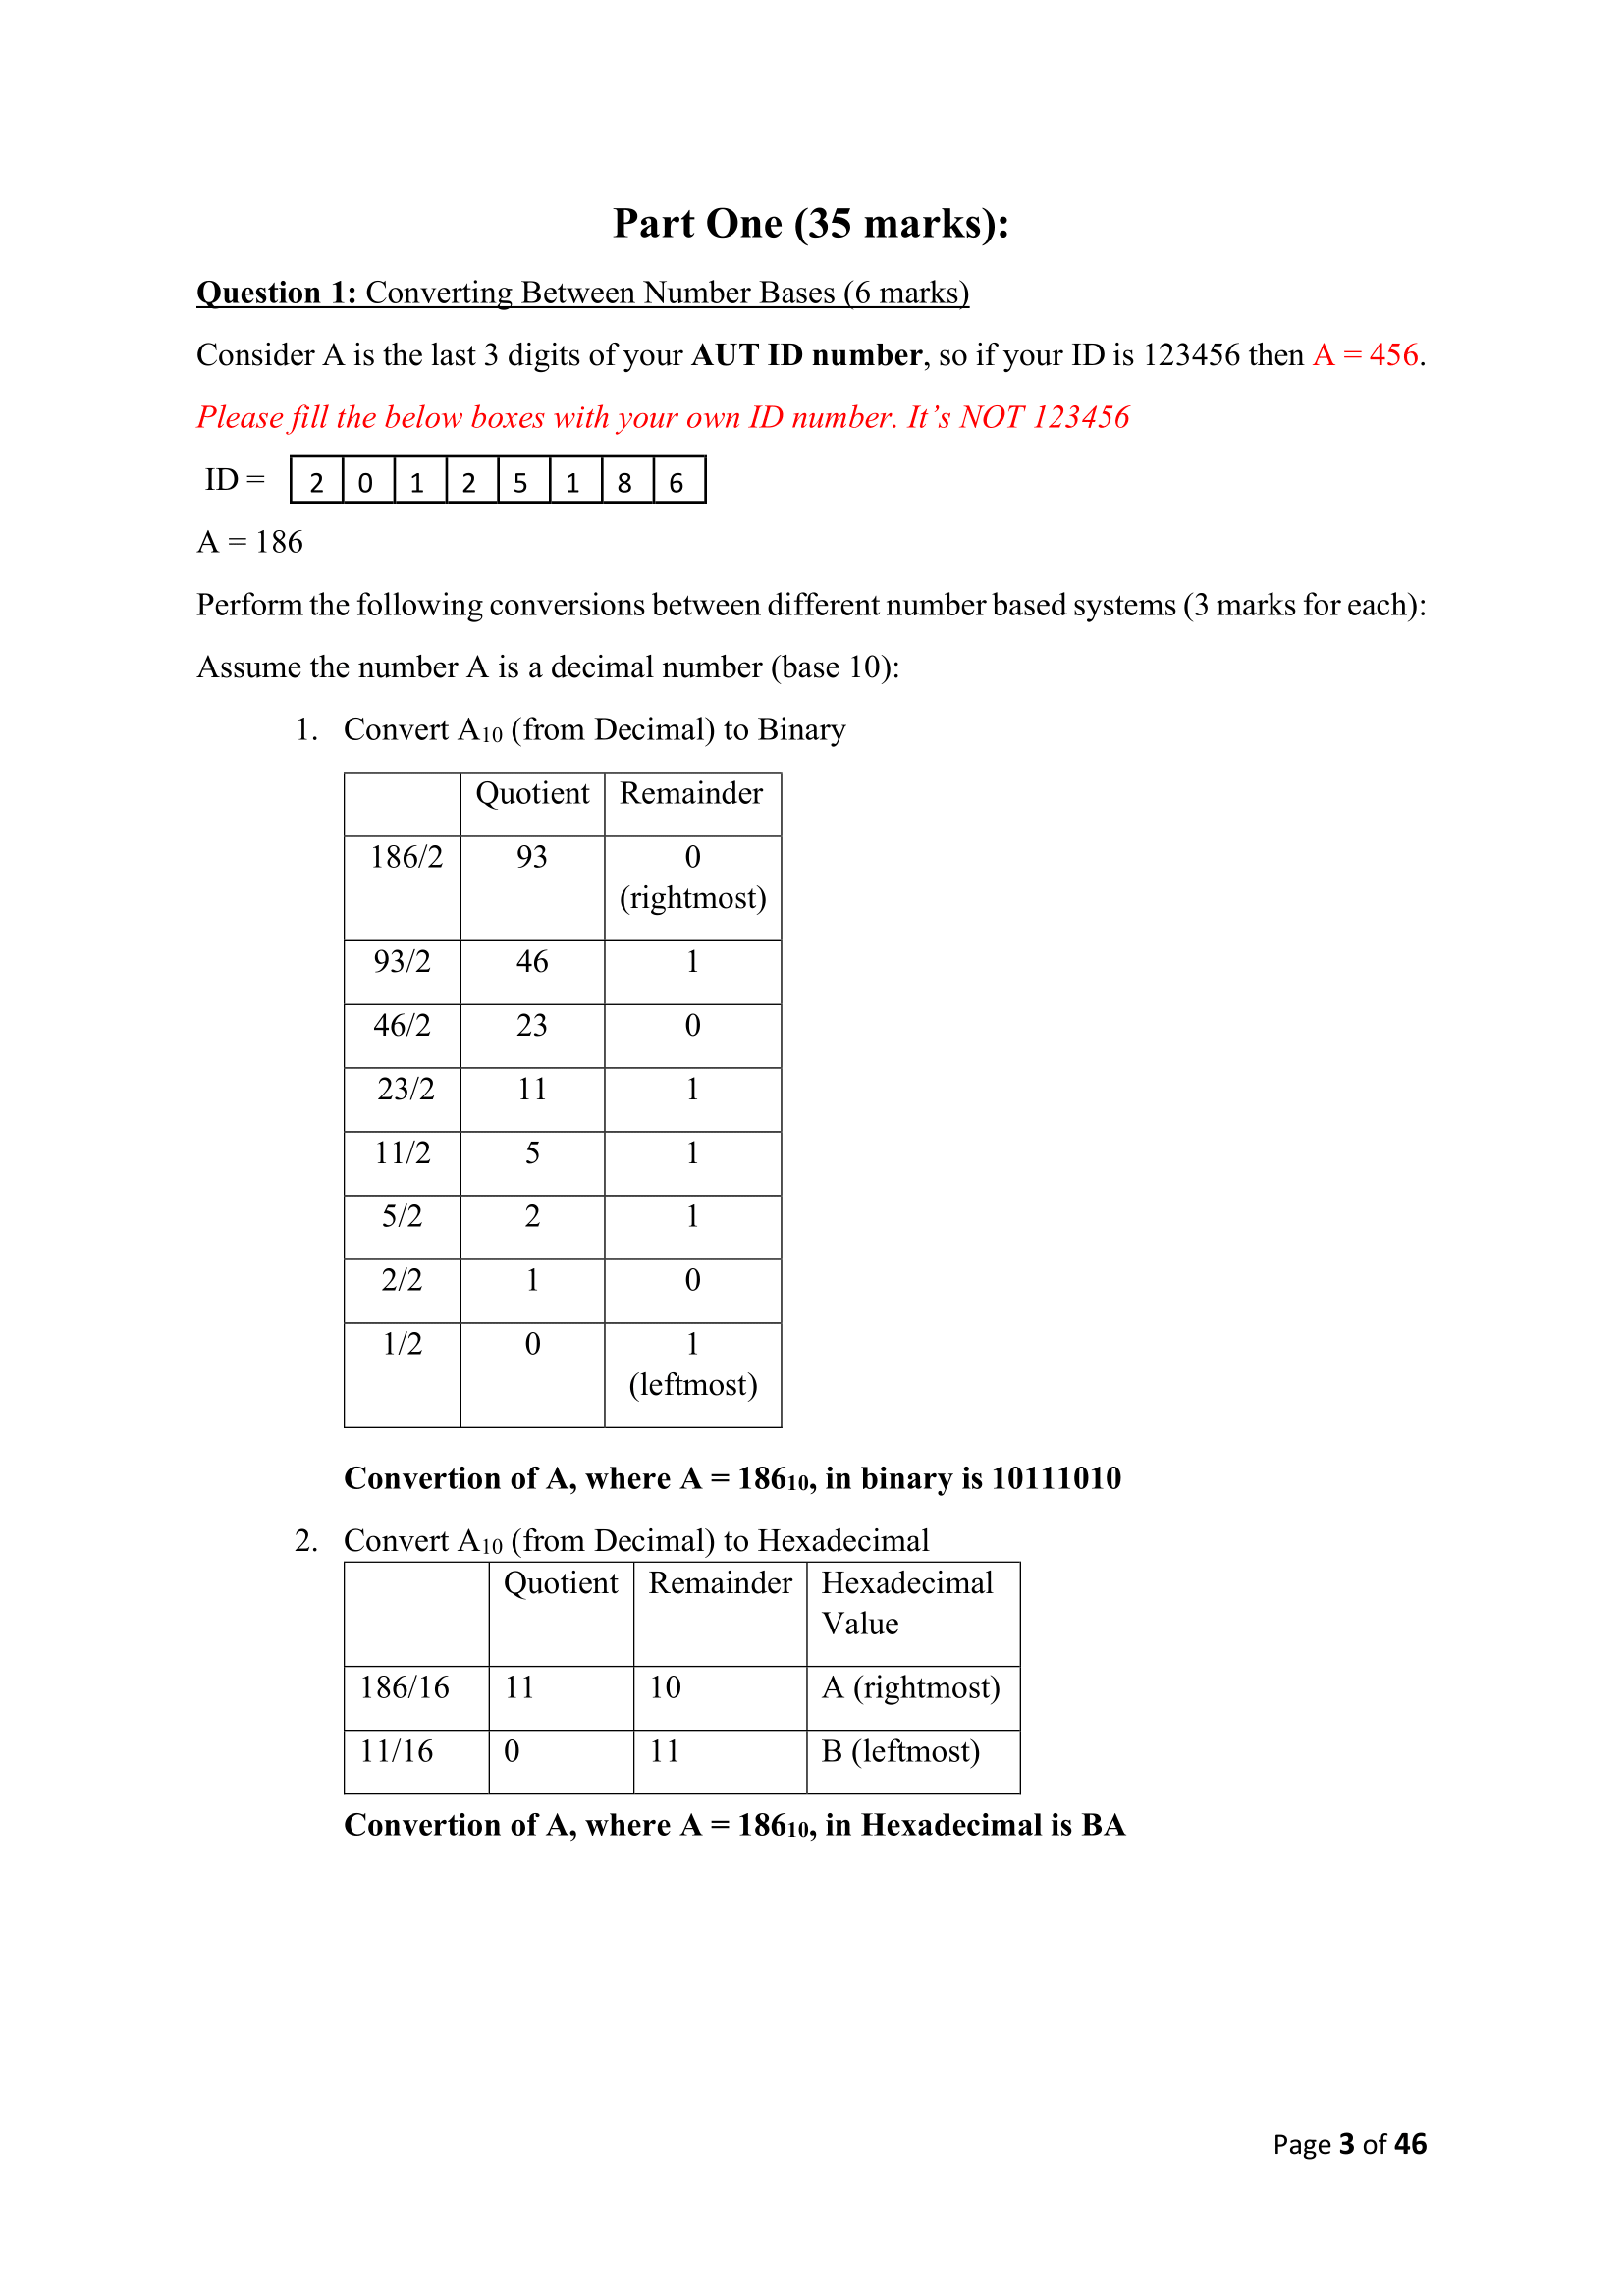 Part One (35 marks):
Question 1: Converting Between Number Bases (6 marks)
Consider A is the last 3 digits of your AUT ID number, so if your ID is 123456 then A = 456.
Please fill the below boxes with your own ID number. It’s NOT 123456
ID = 2 0 1 2 5 1 8 6
A = 186
Perform the following conversions between different number based systems (3 marks for each):
Assume the number A is a decimal number (base 10):
1. Convert A₁₀ (from Decimal) to Binary
Quotient Remainder
186/2 93 0
(rightmost)
93/2 46 1
46/2 23 0
23/2 11 1
11/2 5 1
5/2 2 1
2/2 1 0
1/2 0 1
(leftmost)
Convertion of A, where A = 186₁₀, in binary is 10111010
2. Convert A₁₀ (from Decimal) to Hexadecimal
Quotient Remainder Hexadecimal
Value
186/16 11 10 A (rightmost)
11/16 0 11 B (leftmost)
Convertion of A, where A = 186₁₀, in Hexadecimal is BA
Page 3 of 46